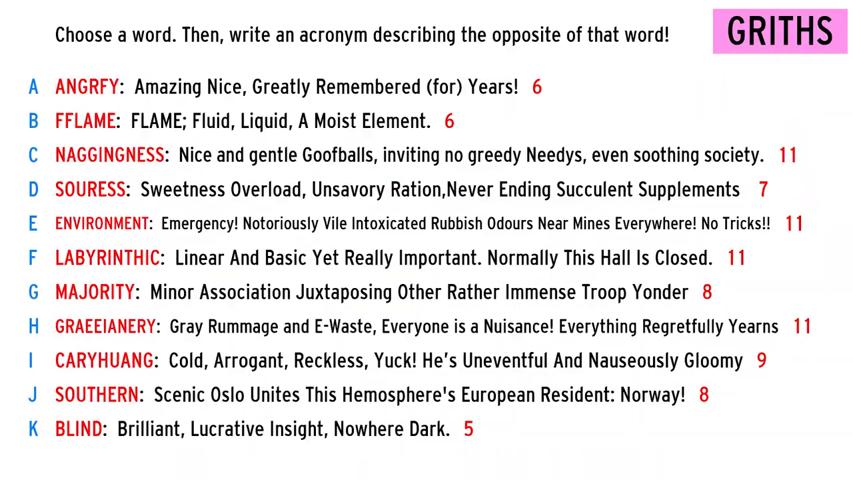 Choose a word. Then, write an acronym describing the opposite of that word! GRITHS
A ANGRFY: Amazing Nice, Greatly Remembered (for) Years! 6
B FFLAME: FLAME; Fluid, Liquid, A Moist Element. 6
C NAGGINGNESS: Nice and gentle Goofballs, inviting no greedy Needys, even soothing society. 11
D SOURESS: Sweetness Overload, Unsavory Ration,Never Ending Succulent Supplements 7
E ENVIRONMENT: Emergency! Notoriously Vile Intoxicated Rubbish Odours Near Mines Everywhere! No Tricks!! 11
F LABYRINTHIC: Linear And Basic Yet Really Important. Normally This Hall Is Closed. 11
G MAJORITY: Minor Association Juxtaposing Other Rather Immense Troop Yonder 8
H GRAEEIANERY: Gray Rummage and E-Waste, Everyone is a Nuisance! Everything Regretfully Yearns 11
I CARYHUANG: Cold, Arrogant, Reckless, Yuck! He's Uneventful And Nauseously Gloomy 9
J SOUTHERN: Scenic Oslo Unites This Hemosphere's European Resident: Norway! 8
K BLIND: Brilliant, Lucrative Insight, Nowhere Dark. 5